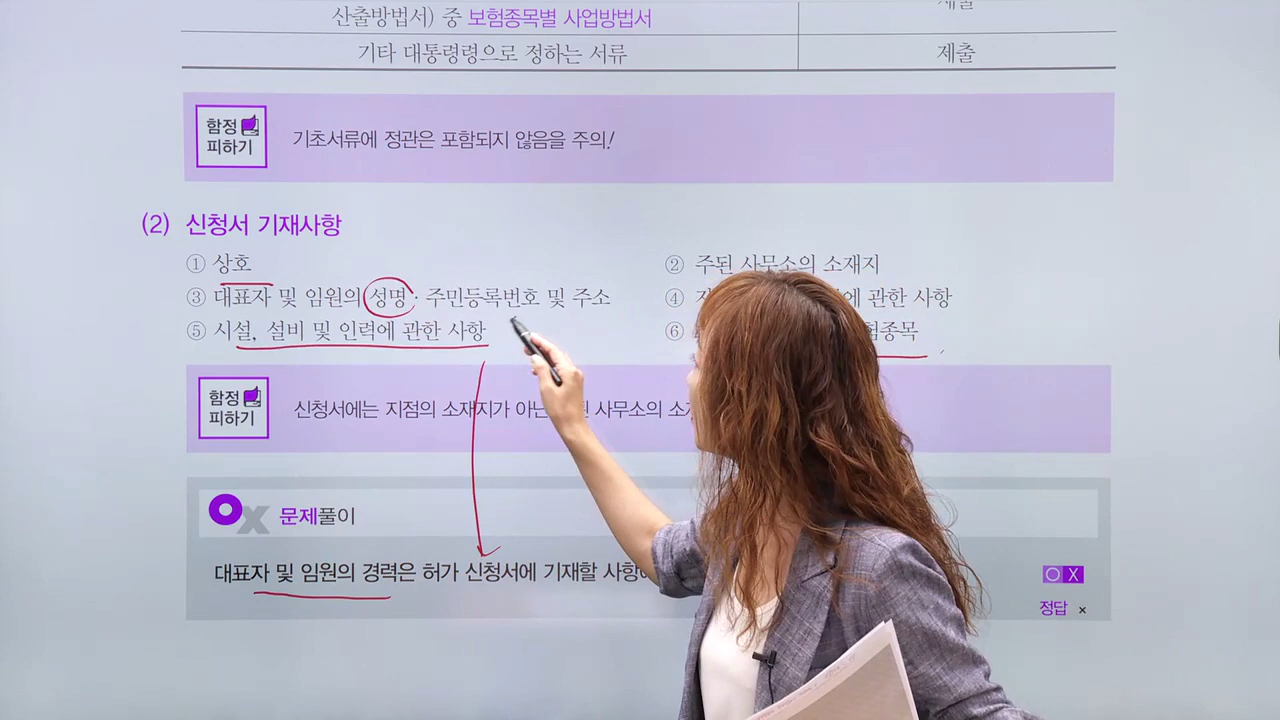 산출방법서) 중 보험종목별 사업방법서
제출
기타 대통령령으로 정하는 서류
제출
함정
피하기
기초서류에 정관은 포함되지 않음을 주의!
(2) 신청서 기재사항
① 상호
② 주된 사무소의 소재지
③ 대표자 및 임원의 성명·주민등록번호 및 주소
④ 에 관한 사항
⑤ 시설, 설비 및 인력에 관한 사항
⑥ 험종목
함정
피하기
신청서에는 지점의 소재지가 아닌 사무소의
OX 문제풀이
대표자 및 임원의 경력은 허가 신청서에 기재할
O X
정답 ×